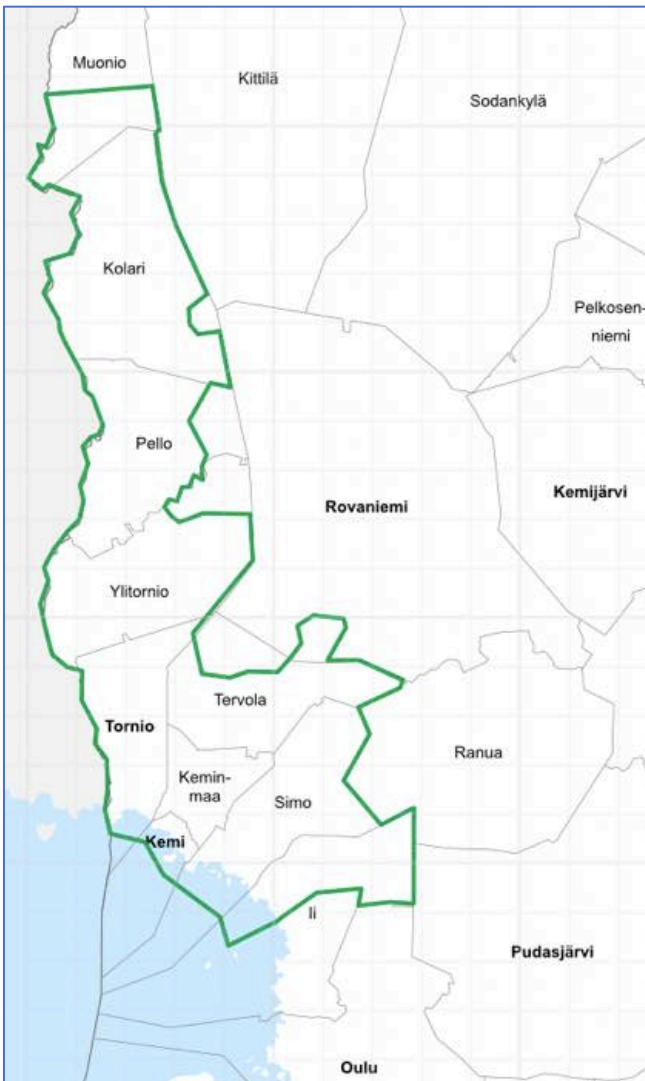 Muonio
Kittilä
Sodankylä
Kolari
Pelkosen-
niemi
Pello
Rovaniemi
Kemijärvi
Ylitornio
Tervola
Tornio
Ranua
Kemin-
maa
Simo
Kemi
Ii
Pudasjärvi
Oulu